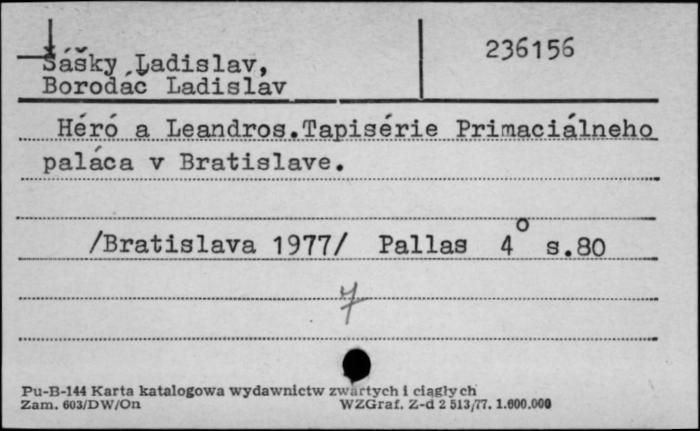 Šášky Ladislav,
236156
Borodáč Ladislav
Héró a Leandros.Tapisérie Primaciálneho
paláca v Bratislave.
/Bratislava 1977/ Pallas 4° s.80
7
Pu-B-144 Karta katalogowa wydawnictw zwartych i ciągłych
Zam. 603/DW/On WZGraf. Z-d 2 513/77. 1.600.000